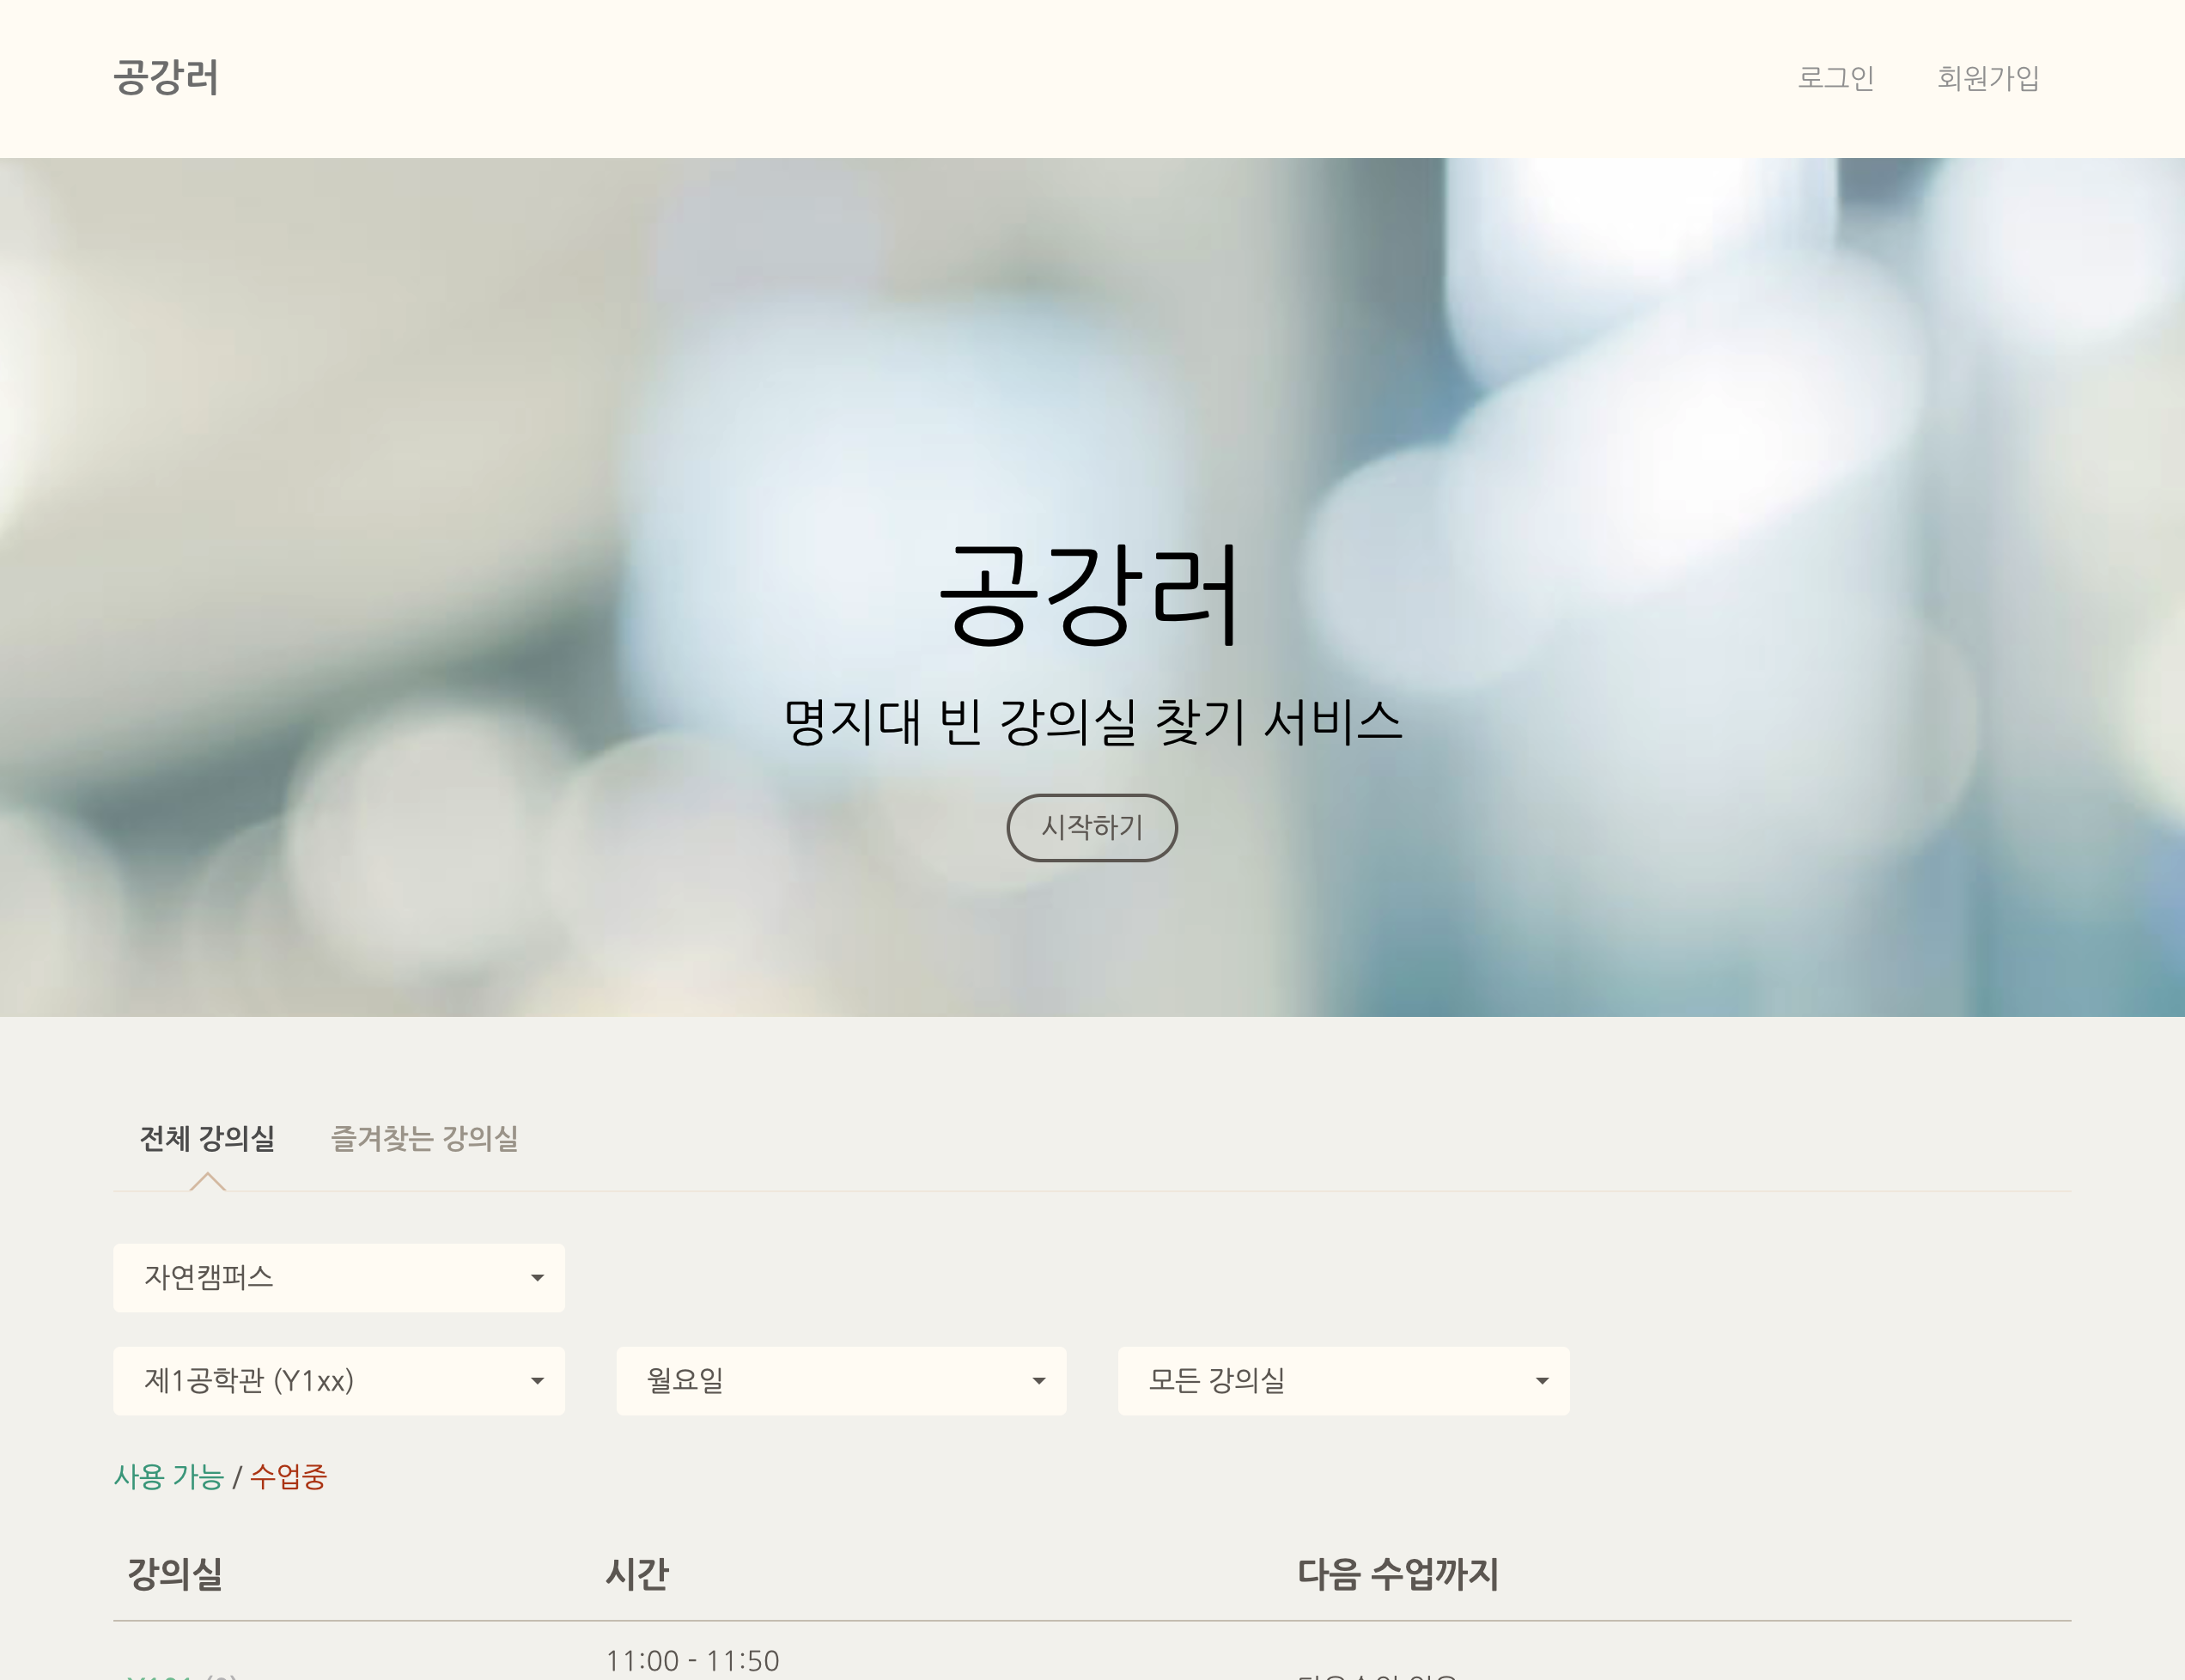 공강러
로그인 회원가입
공강러
명지대 빈 강의실 찾기 서비스
시작하기
전체 강의실 즐겨찾는 강의실
자연캠퍼스
제1공학관 (Y1xx) 월요일 모든 강의실
사용 가능 / 수업중
강의실 시간 다음 수업까지
11:00 - 11:50